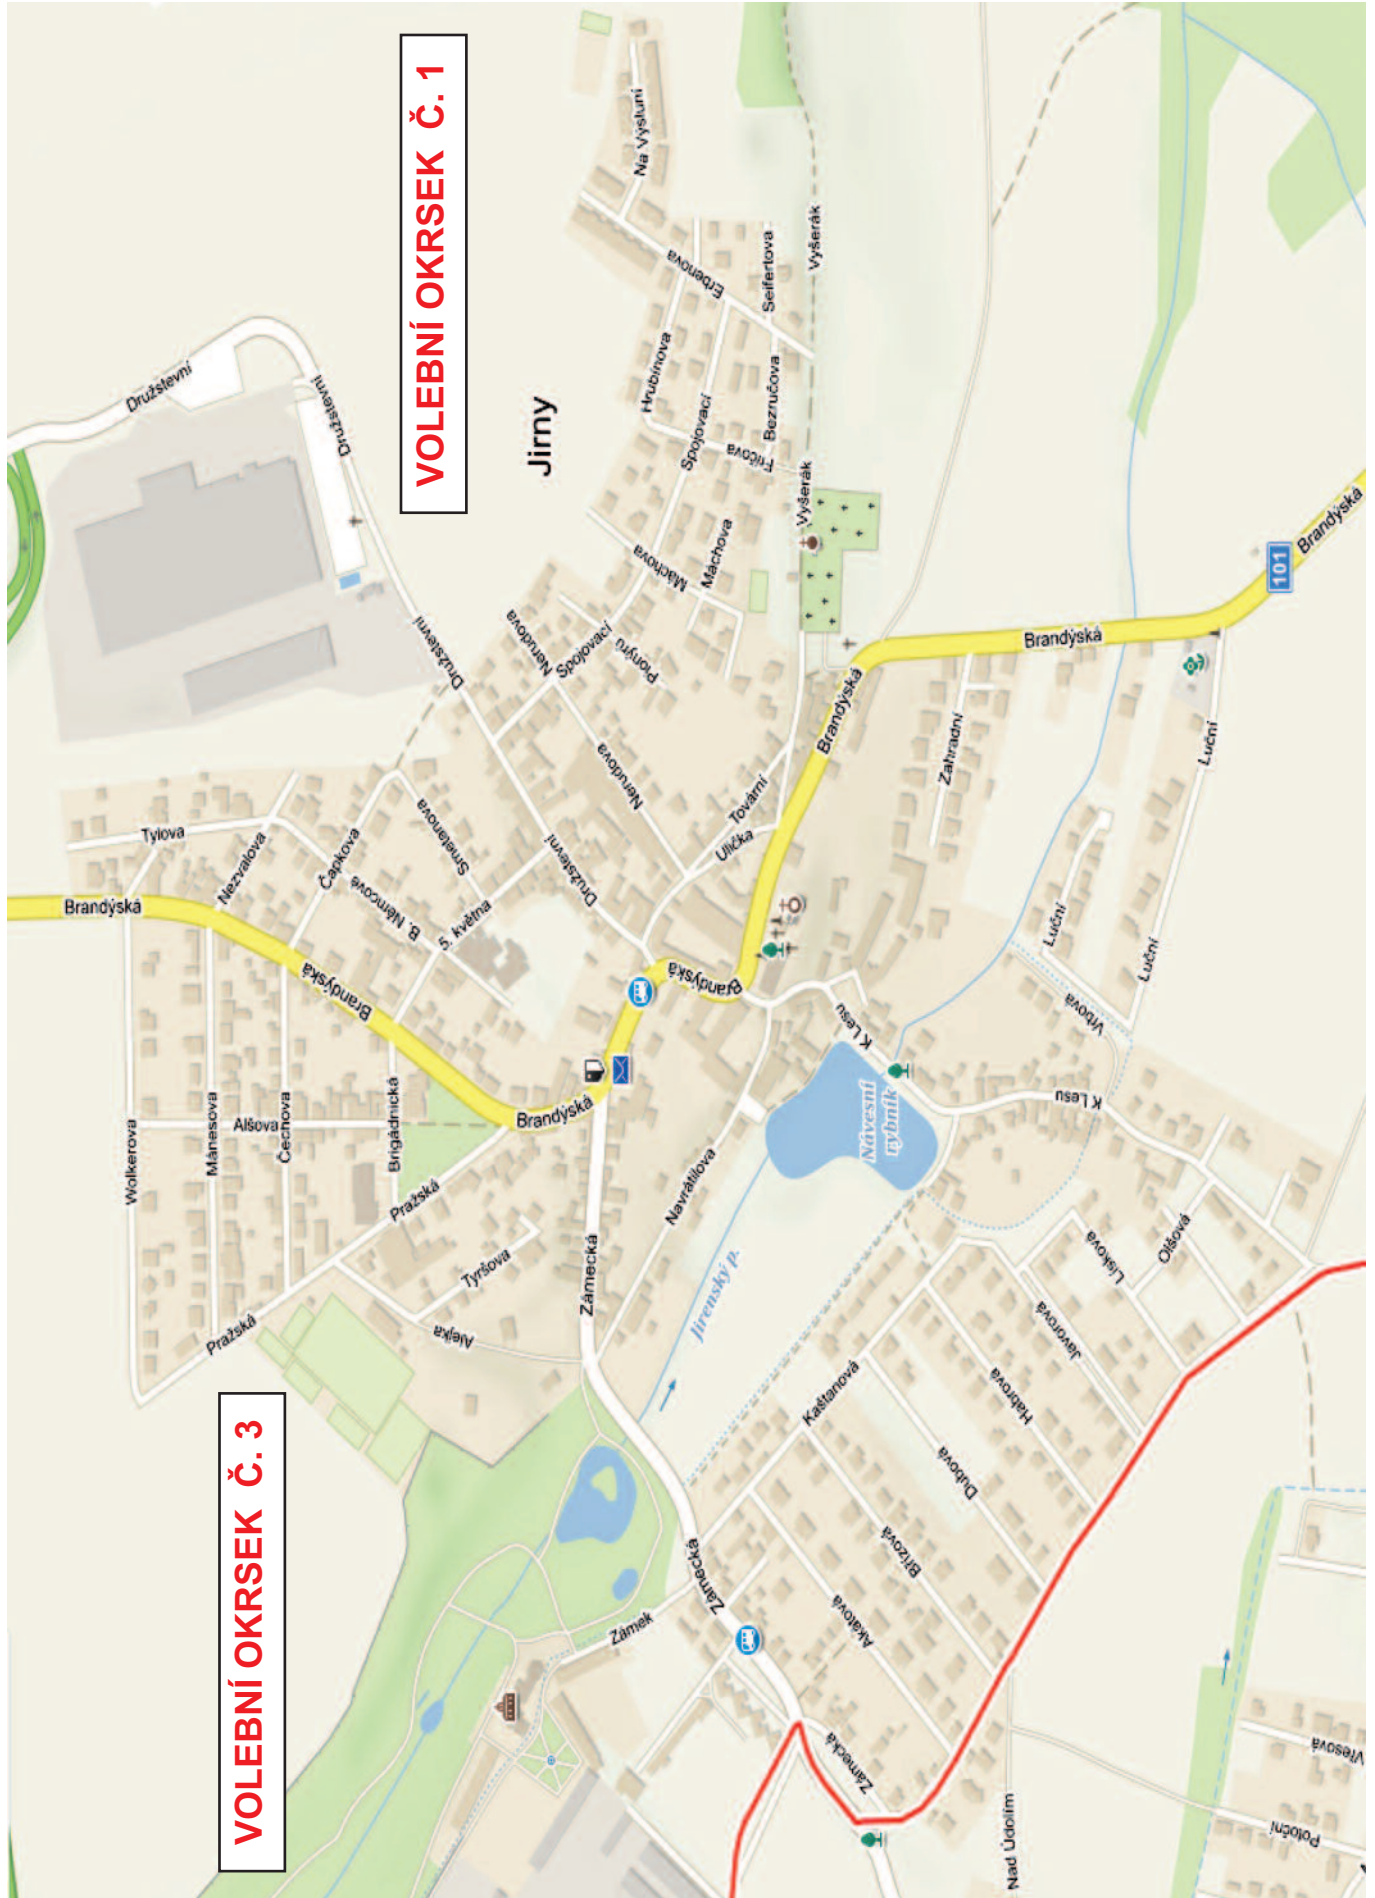 VOLEBNÍ OKRSEK Č. 1
VOLEBNÍ OKRSEK Č. 3
Jirny
Družstevní
Družstevní
Družstevní
Družstevní
Na Výsluní
Erbenova
Erbenova
Hrubínova
Seifertova
Vyšerák
Vyšerák
Spojovací
Spojovací
Bezručova
Fričova
Máchova
Máchova
Nerudova
Nerudova
Pionýrů
Tovární
Ulička
Tylova
Nezvalova
Čapkova
Smetanova
B. Němcové
5. května
Brandýská
Brandýská
Brandýská
Brandýská
Brandýská
Brandýská
Brandýská
Brandýská
101
Zahradní
Luční
Luční
Luční
Vrbová
K Lesu
K Lesu
Návesní
rybník
Wolkerova
Mánesova
Alšova
Čechova
Brigádnická
Pražská
Pražská
Tyršova
Alejka
Zámecká
Zámecká
Zámecká
Navrátilova
Jirenský p.
Zámek
Kaštanová
Lísková
Olšová
Javorová
Habrová
Dubová
Břízová
Akátová
Nad Údolím
Potoční
Vřesová